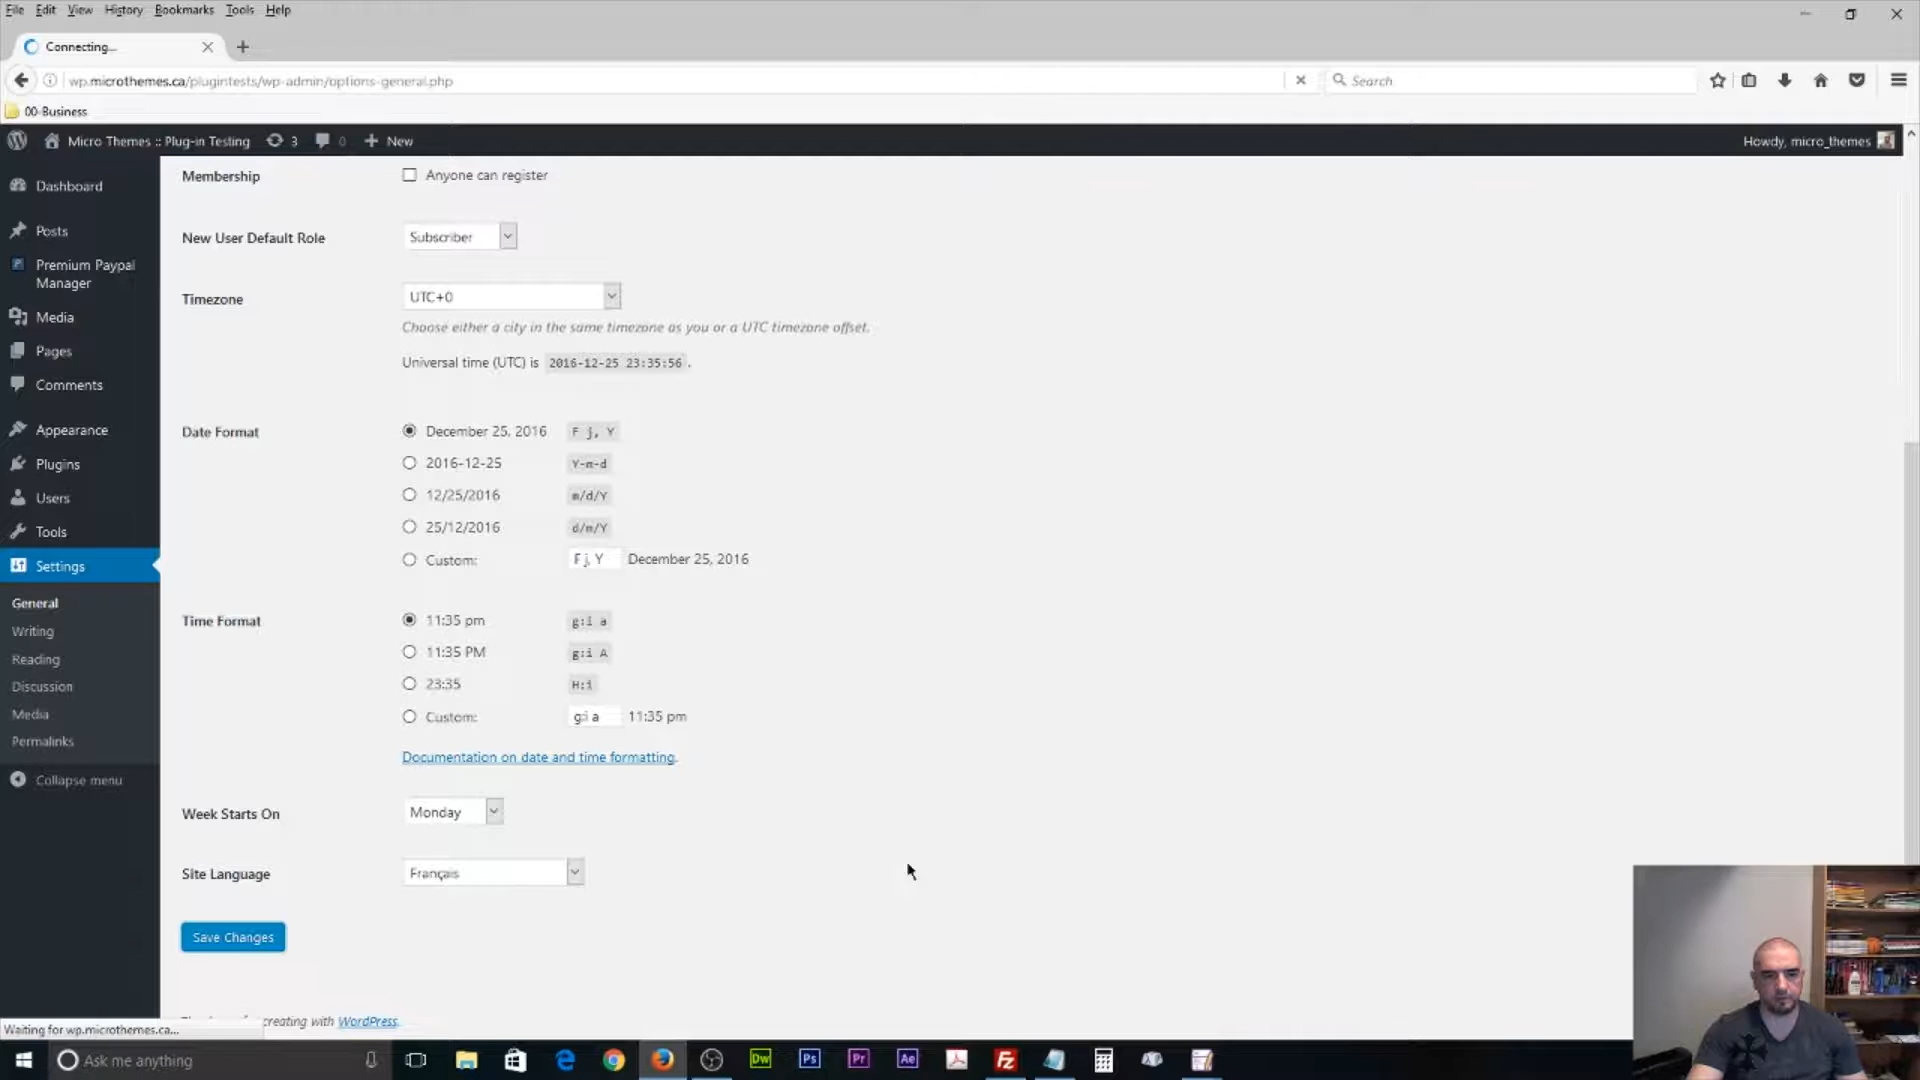 File Edit View History Bookmarks Tools Help
Connecting...
wp.microthemes.ca/plugintests/wp-admin/options-general.php
Search
00-Business
Micro Themes :: Plug-in Testing 3 0 New
Howdy, micro_themes
Dashboard
Posts
Premium Paypal
Manager
Media
Pages
Comments
Appearance
Plugins
Users
Tools
Settings
General
Writing
Reading
Discussion
Media
Permalinks
Collapse menu
Membership
Anyone can register
New User Default Role
Subscriber
Timezone
UTC+0
Choose either a city in the same timezone as you or a UTC timezone offset.
Universal time (UTC) is 2016-12-25 23:35:56 .
Date Format
December 25, 2016 F j, Y
2016-12-25 Y-m-d
12/25/2016 m/d/Y
25/12/2016 d/m/Y
Custom: F j, Y December 25, 2016
Time Format
11:35 pm g:i a
11:35 PM g:i A
23:35 H:i
Custom: g:i a 11:35 pm
Documentation on date and time formatting.
Week Starts On
Monday
Site Language
Français
Save Changes
creating with WordPress.
Waiting for wp.microthemes.ca...
Ask me anything
Dw
Ps
Pr
Ae
Fz